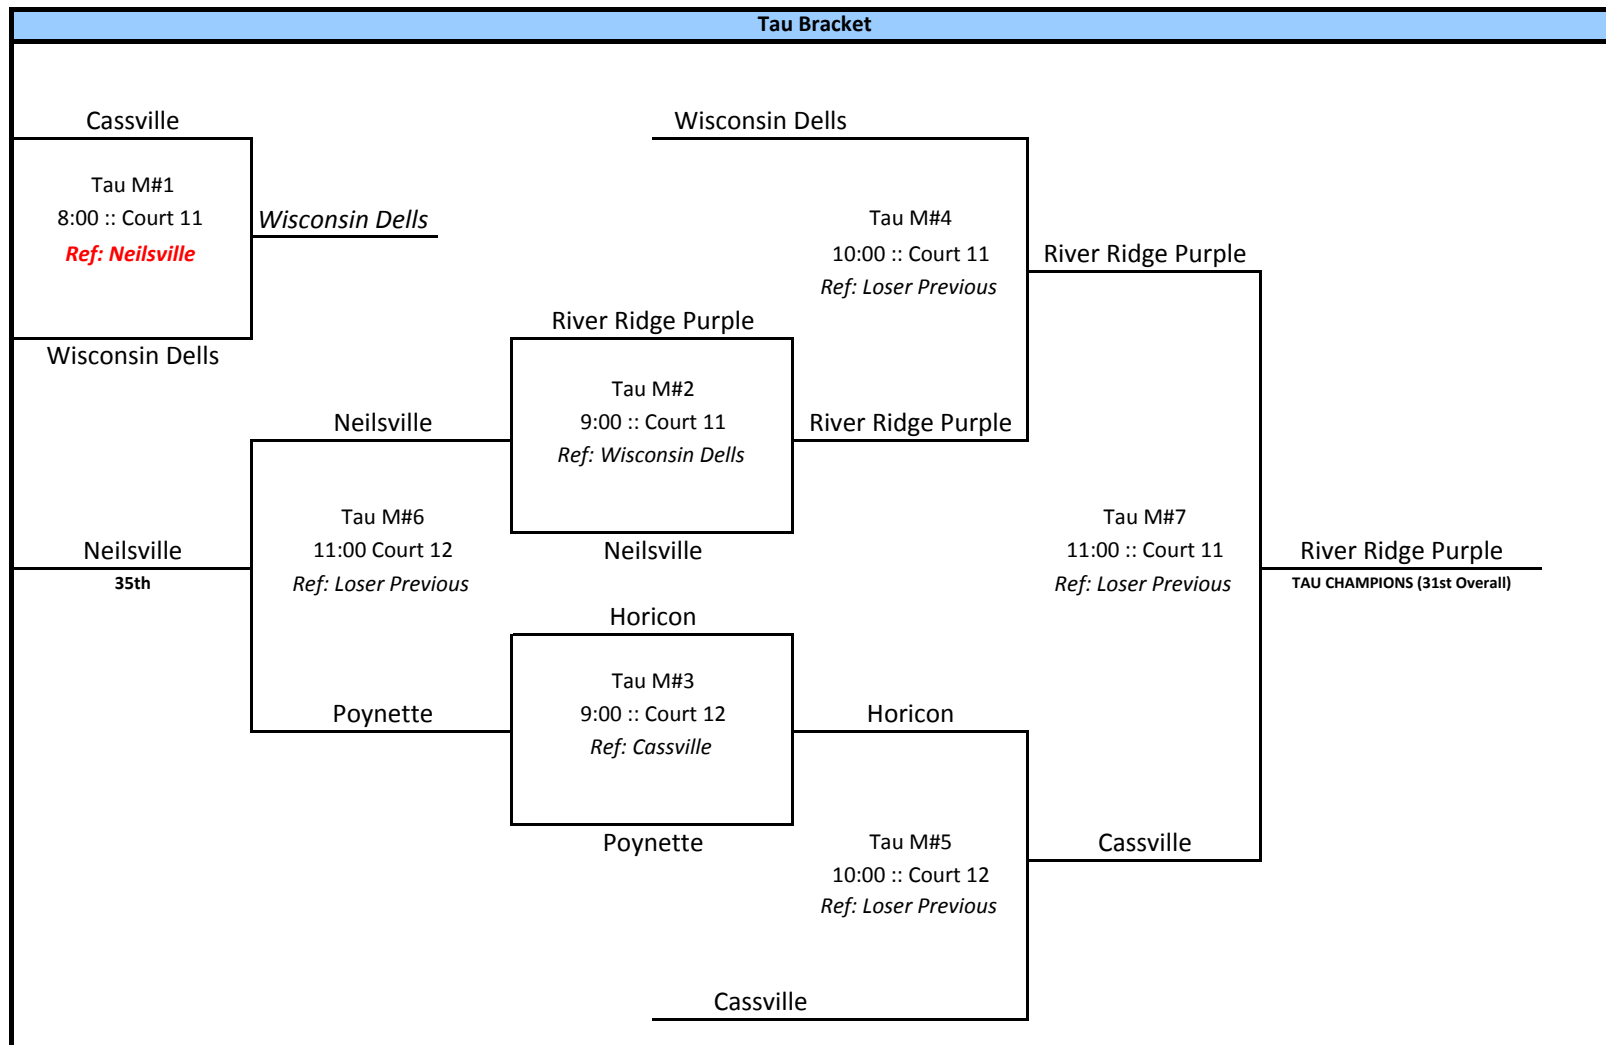 Tau Bracket
Cassville
Wisconsin Dells
Tau M#1
8:00 :: Court 11
Ref: Neilsville
Wisconsin Dells
Wisconsin Dells
Tau M#4
10:00 :: Court 11
Ref: Loser Previous
River Ridge Purple
River Ridge Purple
Tau M#2
9:00 :: Court 11
Ref: Wisconsin Dells
Neilsville
Neilsville
River Ridge Purple
Tau M#6
11:00 Court 12
Ref: Loser Previous
Neilsville
35th
Tau M#7
11:00 :: Court 11
Ref: Loser Previous
River Ridge Purple
TAU CHAMPIONS (31st Overall)
Horicon
Tau M#3
9:00 :: Court 12
Ref: Cassville
Poynette
Poynette
Horicon
Tau M#5
10:00 :: Court 12
Ref: Loser Previous
Cassville
Cassville